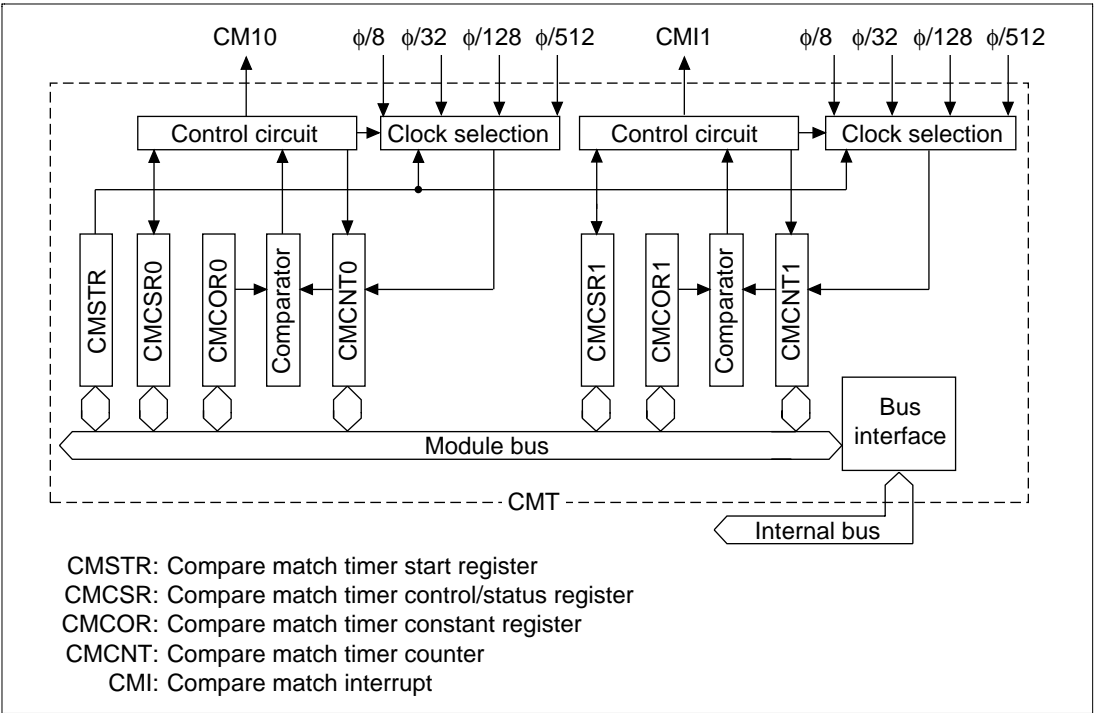 CM10 ϕ/8 ϕ/32 ϕ/128 ϕ/512 CMI1 ϕ/8 ϕ/32 ϕ/128 ϕ/512
Control circuit Clock selection Control circuit Clock selection
CMSTR
CMCSR0
CMCOR0
Comparator
CMCNT0
CMCSR1
CMCOR1
Comparator
CMCNT1
Bus
interface
Module bus
CMT
Internal bus
CMSTR: Compare match timer start register
CMCSR: Compare match timer control/status register
CMCOR: Compare match timer constant register
CMCNT: Compare match timer counter
CMI: Compare match interrupt